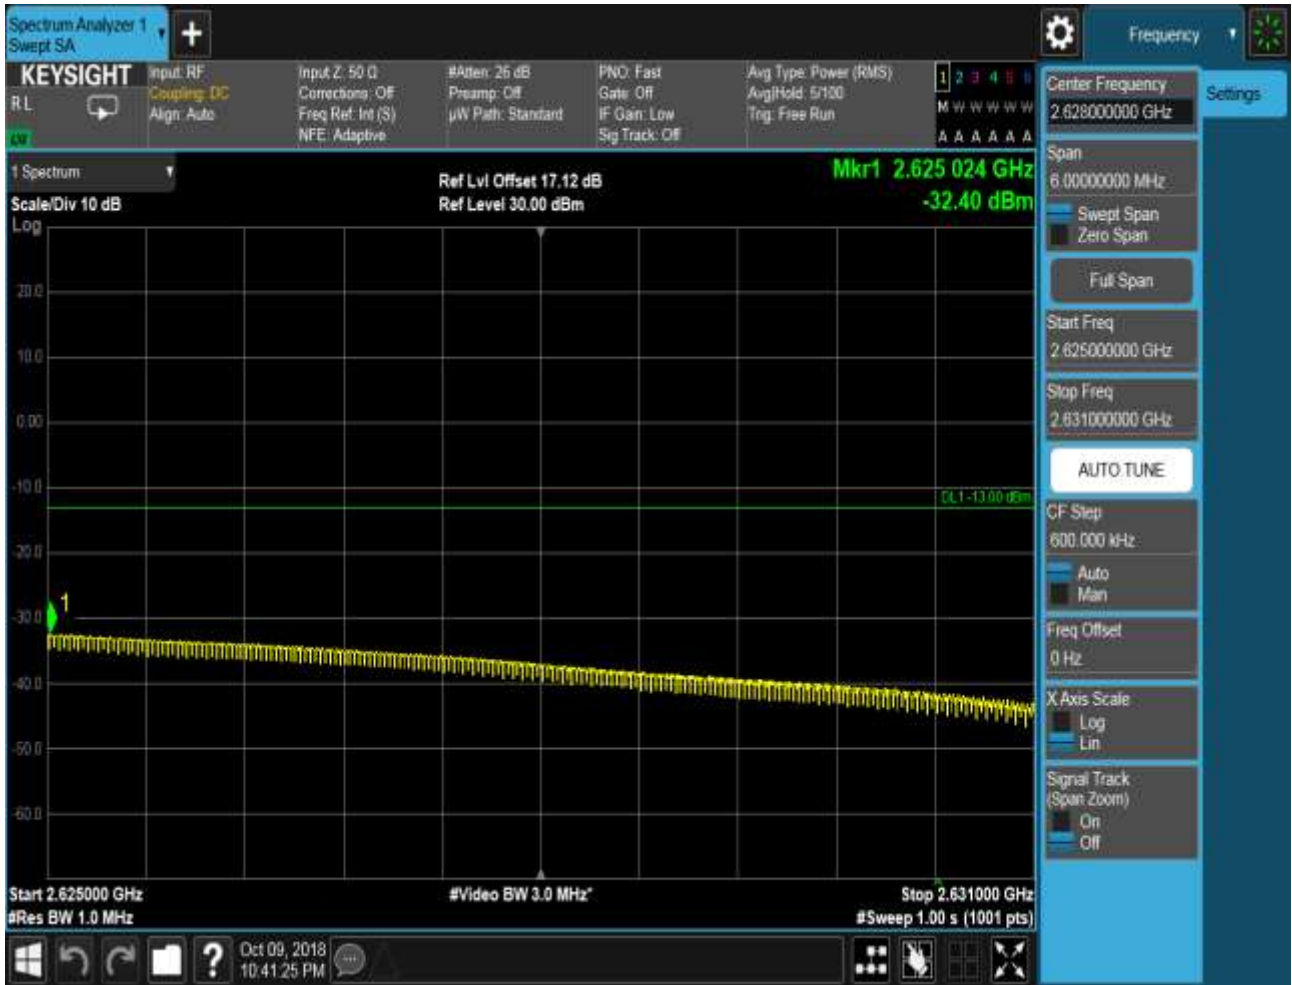 Spectrum Analyzer 1
Swept SA
Frequency
KEYSIGHT
R L
Input: RF
Coupling: DC
Align: Auto
Input Z: 50 Ω
Corrections: Off
Freq Ref: Int (S)
NFE: Adaptive
#Atten: 26 dB
Preamp: Off
µW Path: Standard
PNO: Fast
Gate: Off
IF Gain: Low
Sig Track: Off
Avg Type: Power (RMS)
Avg|Hold: 5/100
Trig: Free Run
1 2 3 4 5 6
M W W W W W
A A A A A A
Center Frequency
2.628000000 GHz
Settings
Span
6.00000000 MHz
Swept Span
Zero Span
Full Span
Start Freq
2.625000000 GHz
Stop Freq
2.631000000 GHz
AUTO TUNE
CF Step
600.000 kHz
Auto
Man
Freq Offset
0 Hz
X Axis Scale
Log
Lin
Signal Track
(Span Zoom)
On
Off
1 Spectrum
Scale/Div 10 dB
Log
Ref Lvl Offset 17.12 dB
Ref Level 30.00 dBm
Mkr1 2.625 024 GHz
-32.40 dBm
20.0
10.0
0.00
-10.0
DL1 -13.00 dBm
-20.0
1
-30.0
-40.0
-50.0
-60.0
Start 2.625000 GHz
#Video BW 3.0 MHz*
Stop 2.631000 GHz
#Res BW 1.0 MHz
#Sweep 1.00 s (1001 pts)
?
Oct 09, 2018
10:41:25 PM